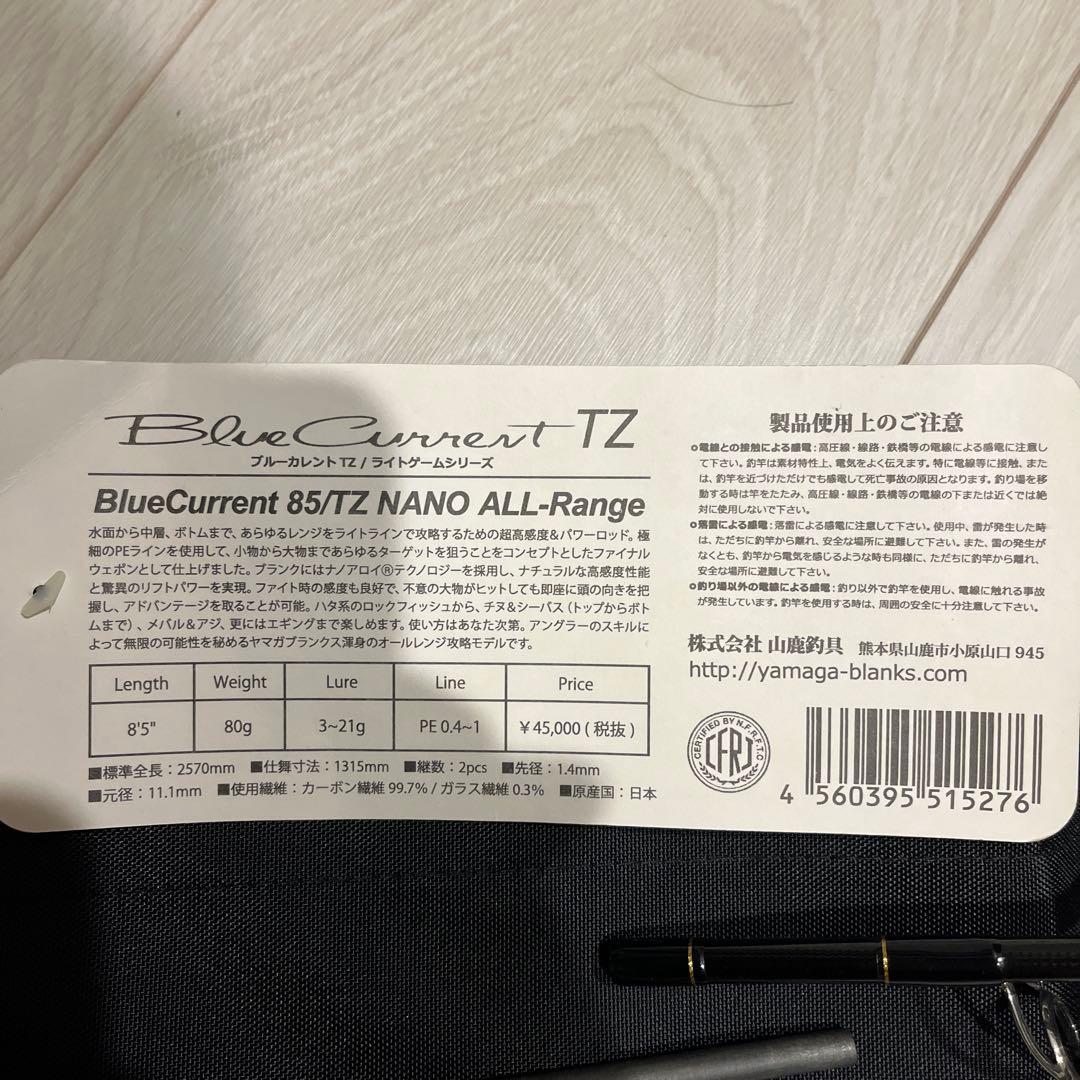 BlueCurrent TZ
ブルーカレント TZ / ライトゲームシリーズ
BlueCurrent 85/TZ NANO ALL-Range
水面から中層、ボトムまで、あらゆるレンジをライトラインで攻略するための超高感度&パワーロッド。極
細のPEラインを使用して、小物から大物まであらゆるターゲットを狙うことをコンセプトとしたファイナル
ウェポンとして仕上げました。ブランクにはナノアロイ®テクノロジーを採用し、ナチュラルな高感度性能
と驚異のリフトパワーを実現。ファイト時の感度も良好で、不意の大物がヒットしても即座に頭の向きを把
握し、アドバンテージを取ることが可能。ハタ系のロックフィッシュから、チヌ&シーバス（トップからボト
ムまで）、メバル&アジ、更にはエギングまで楽しめます。使い方はあなた次第。アングラーのスキルに
よって無限の可能性を秘めるヤマガブランクス渾身のオールレンジ攻略モデルです。
Length Weight Lure Line Price
8'5" 80g 3~21g PE 0.4~1 ¥45,000 ( 税抜 )
■標準全長：2570mm ■仕舞寸法：1315mm ■継数：2pcs ■先径：1.4mm
■元径：11.1mm ■使用繊維：カーボン繊維 99.7% / ガラス繊維 0.3% ■原産国：日本
製品使用上のご注意
●電線との接触による感電：高圧線・線路・鉄橋等の電線による感電に注意し
て下さい。釣竿は素材特性上、電気をよく伝えます。特に電線等に接触、また
は、釣竿を近づけただけでも感電して死亡事故の原因となります。釣り場を移
動する時は竿をたたみ、高圧線・線路・鉄橋等の電線の下または近くでは絶
対に使用しないで下さい。
●落雷による感電：落雷による感電に注意して下さい。使用中、雷が発生した時
は、ただちに釣竿から離れ、安全な場所に避難して下さい。また、雷の発生が
なくとも、釣竿から電気を感じるような時も同様に、ただちに釣竿から離れ、
安全な場所に避難して下さい。
●釣り場以外の電線による感電：釣り以外で釣竿を使用し、電線に触れる事故
が発生しています。釣竿を使用する時は、周囲の安全に十分注意して下さい。
株式会社 山鹿釣具 熊本県山鹿市小原山口 945
http://yamaga-blanks.com
CERTIFIED BY N.F.R.F.T.C
CFRJ
4 560395 515276